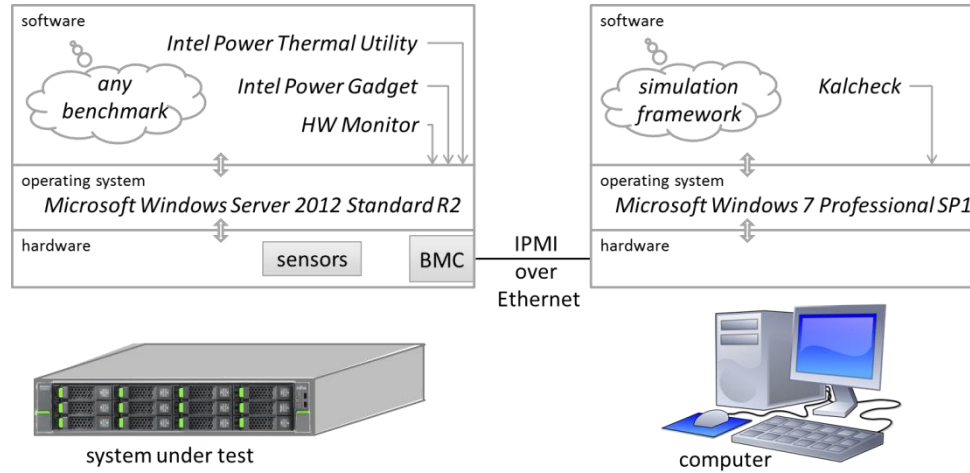 software
Intel Power Thermal Utility
any
benchmark
Intel Power Gadget
HW Monitor
operating system
Microsoft Windows Server 2012 Standard R2
hardware
sensors
BMC
IPMI
over
Ethernet
software
simulation
framework
Kalcheck
operating system
Microsoft Windows 7 Professional SP1
hardware
system under test
computer